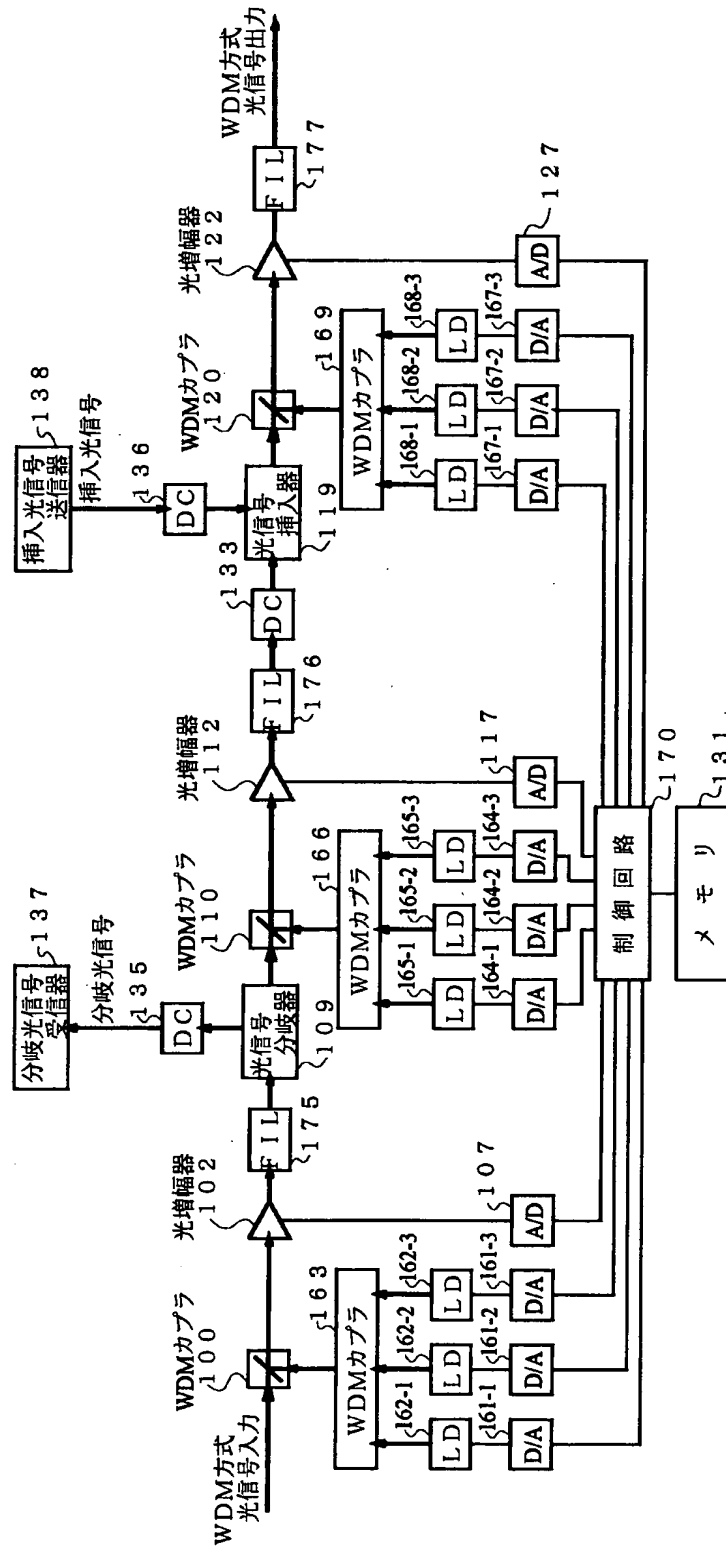 WDM方式
光信号入力
WDMカプラ
１００
光増幅器
１０２
ＦＩＬ
１７５
光信号
分岐器
１０９
ＤＣ
１３５
分岐光信号
分岐光信号
受信器
１３７
WDMカプラ
１１０
光増幅器
１１２
ＦＩＬ
１７６
ＤＣ
１３３
光信号
挿入器
１１９
ＤＣ
１３６
挿入光信号
挿入光信号
送信器
１３８
WDMカプラ
１２０
光増幅器
１２２
ＦＩＬ
１７７
WDM方式
光信号出力
WDMカプラ
１６３
162-1
162-2
162-3
ＬＤ
ＬＤ
ＬＤ
161-1
161-2
161-3
D/A
D/A
D/A
A/D
１０７
WDMカプラ
１６６
165-1
165-2
165-3
ＬＤ
ＬＤ
ＬＤ
164-1
164-2
164-3
D/A
D/A
D/A
A/D
１１７
WDMカプラ
１６９
168-1
168-2
168-3
ＬＤ
ＬＤ
ＬＤ
167-1
167-2
167-3
D/A
D/A
D/A
A/D
１２７
制御回路
１７０
メモリ
１３１